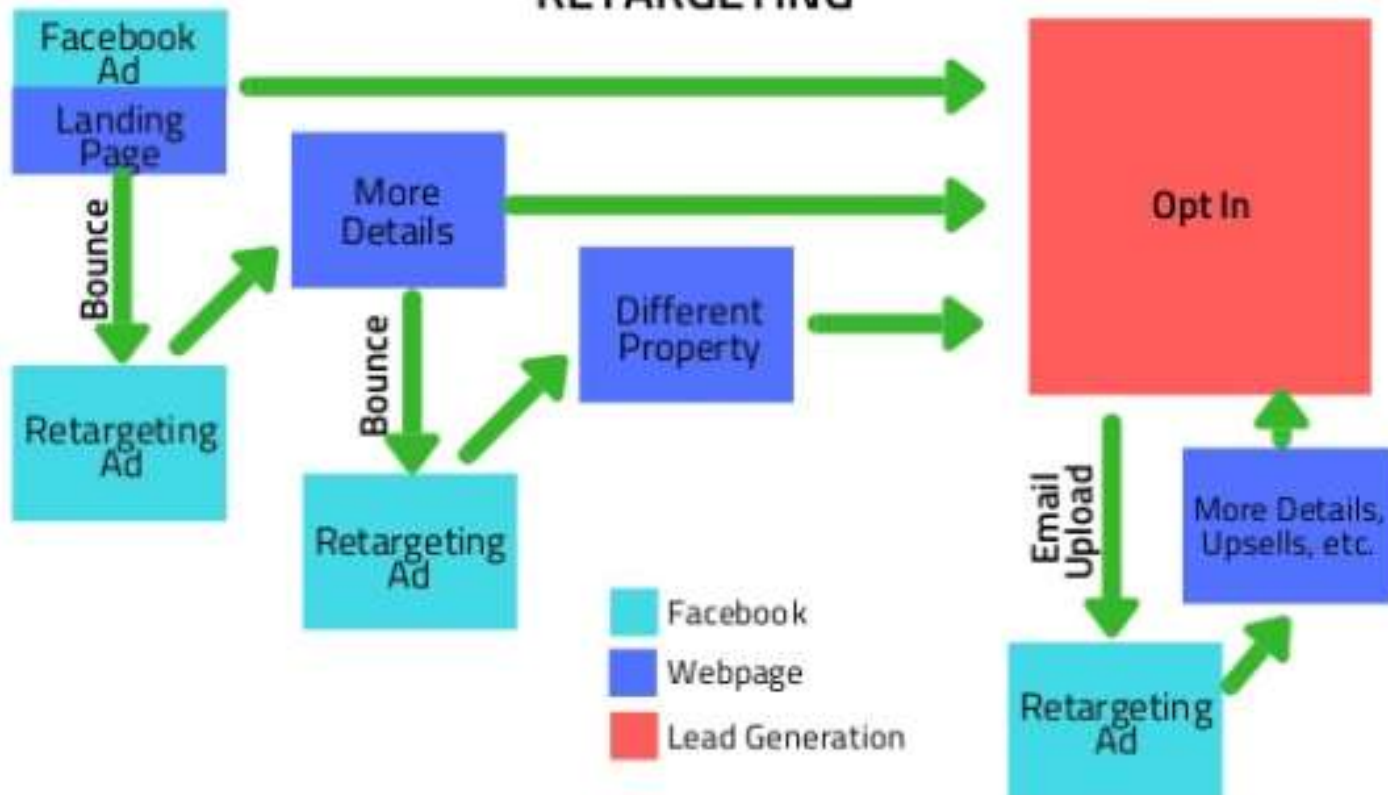 RETARGETING
Facebook
Ad
Landing
Page
Bounce
Retargeting
Ad
More
Details
Bounce
Retargeting
Ad
Different
Property
Opt In
Email
Upload
More Details,
Upsells, etc.
Retargeting
Ad
Facebook
Webpage
Lead Generation